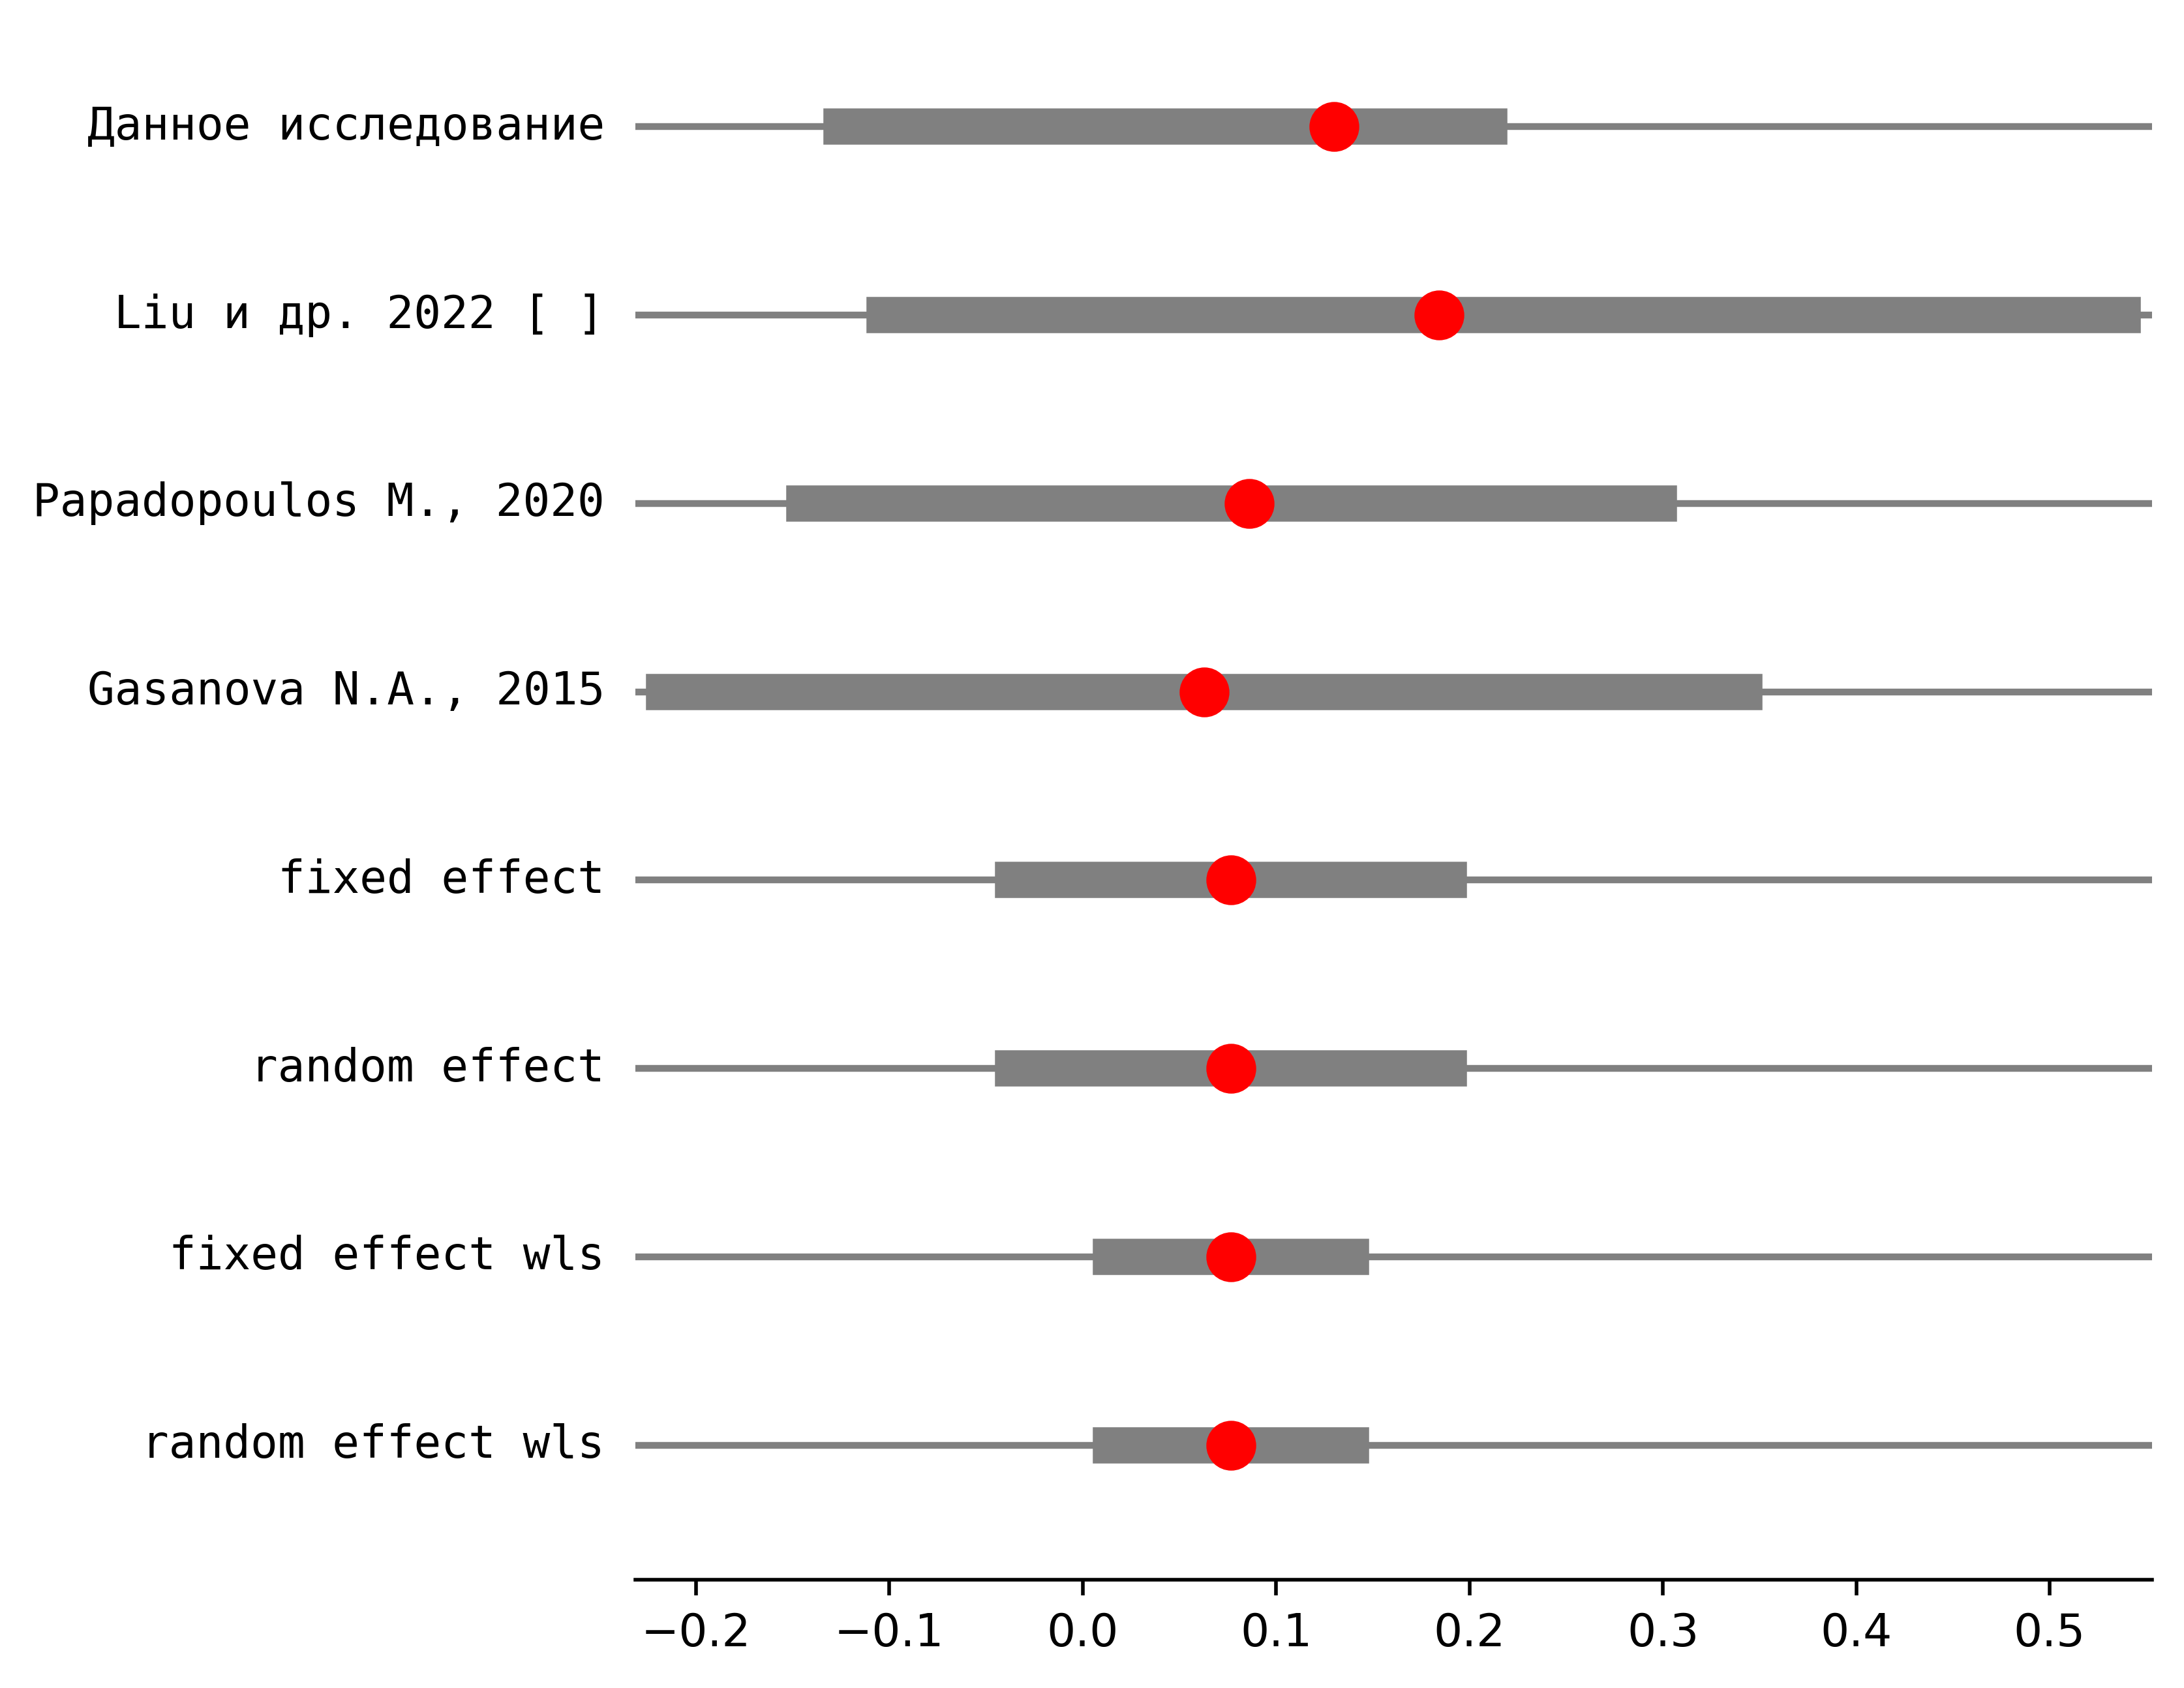 Данное исследование
Liu и др. 2022 [ ]
Papadopoulos M., 2020
Gasanova N.A., 2015
fixed effect
random effect
fixed effect wls
random effect wls
−0.2 −0.1 0.0 0.1 0.2 0.3 0.4 0.5